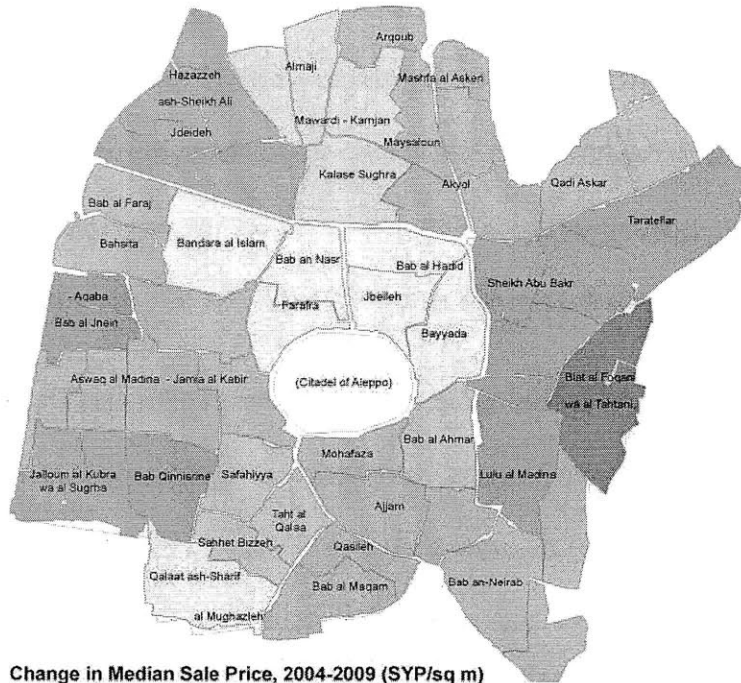 Arqoub
Hazazzeh
Almaji
Mashfa al Askeri
ash-Sheikh Ali
Mawardi - Kamjan
Jdeideh
Maysaloun
Kalase Sughra
Akyol
Qadi Askar
Bab al Faraj
Taratellar
Bahsita
Bandara al Islam
Bab an Nasr
Bab al Hadid
Sheikh Abu Bakr
- Aqaba
Farafra
Jbeileh
Bab al Jnein
Bayyada
Blat al Foqani
wa al Tahtani
Aswaq al Madina - Jamia al Kabir
(Citadel of Aleppo)
Bab al Ahmar
Mohafaza
Jalloum al Kubra
wa al Sugrha
Bab Qinnisrine
Safahiyya
Lulu al Madina
Taht al
Qalaa
Ajjam
Sahhet Bizzeh
Qasileh
Qalaat ash-Sharif
Bab al Maqam
Bab an-Neirab
al Mughazleh
Change in Median Sale Price, 2004-2009 (SYP/sq m)